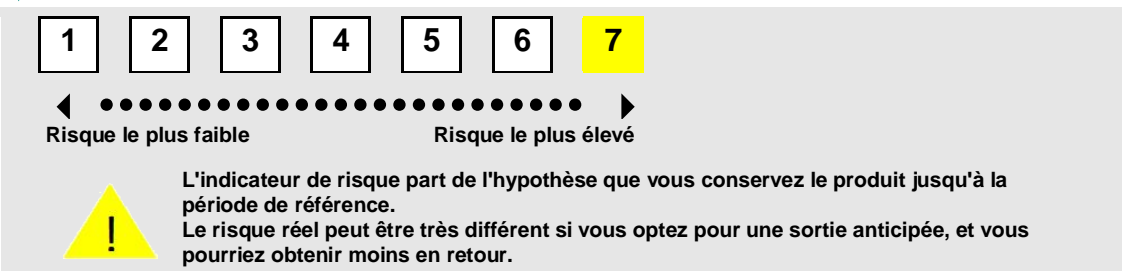 1 2 3 4 5 6 7
Risque le plus faible Risque le plus élevé
L'indicateur de risque part de l'hypothèse que vous conservez le produit jusqu'à la
période de référence.
Le risque réel peut être très différent si vous optez pour une sortie anticipée, et vous
pourriez obtenir moins en retour.
!